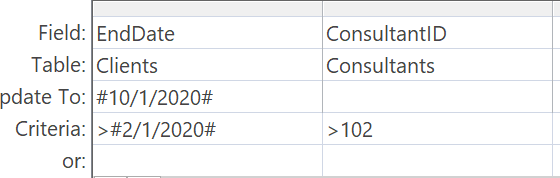 Field: EndDate ConsultantID
Table: Clients Consultants
pdate To: #10/1/2020#
Criteria: >#2/1/2020# >102
or: